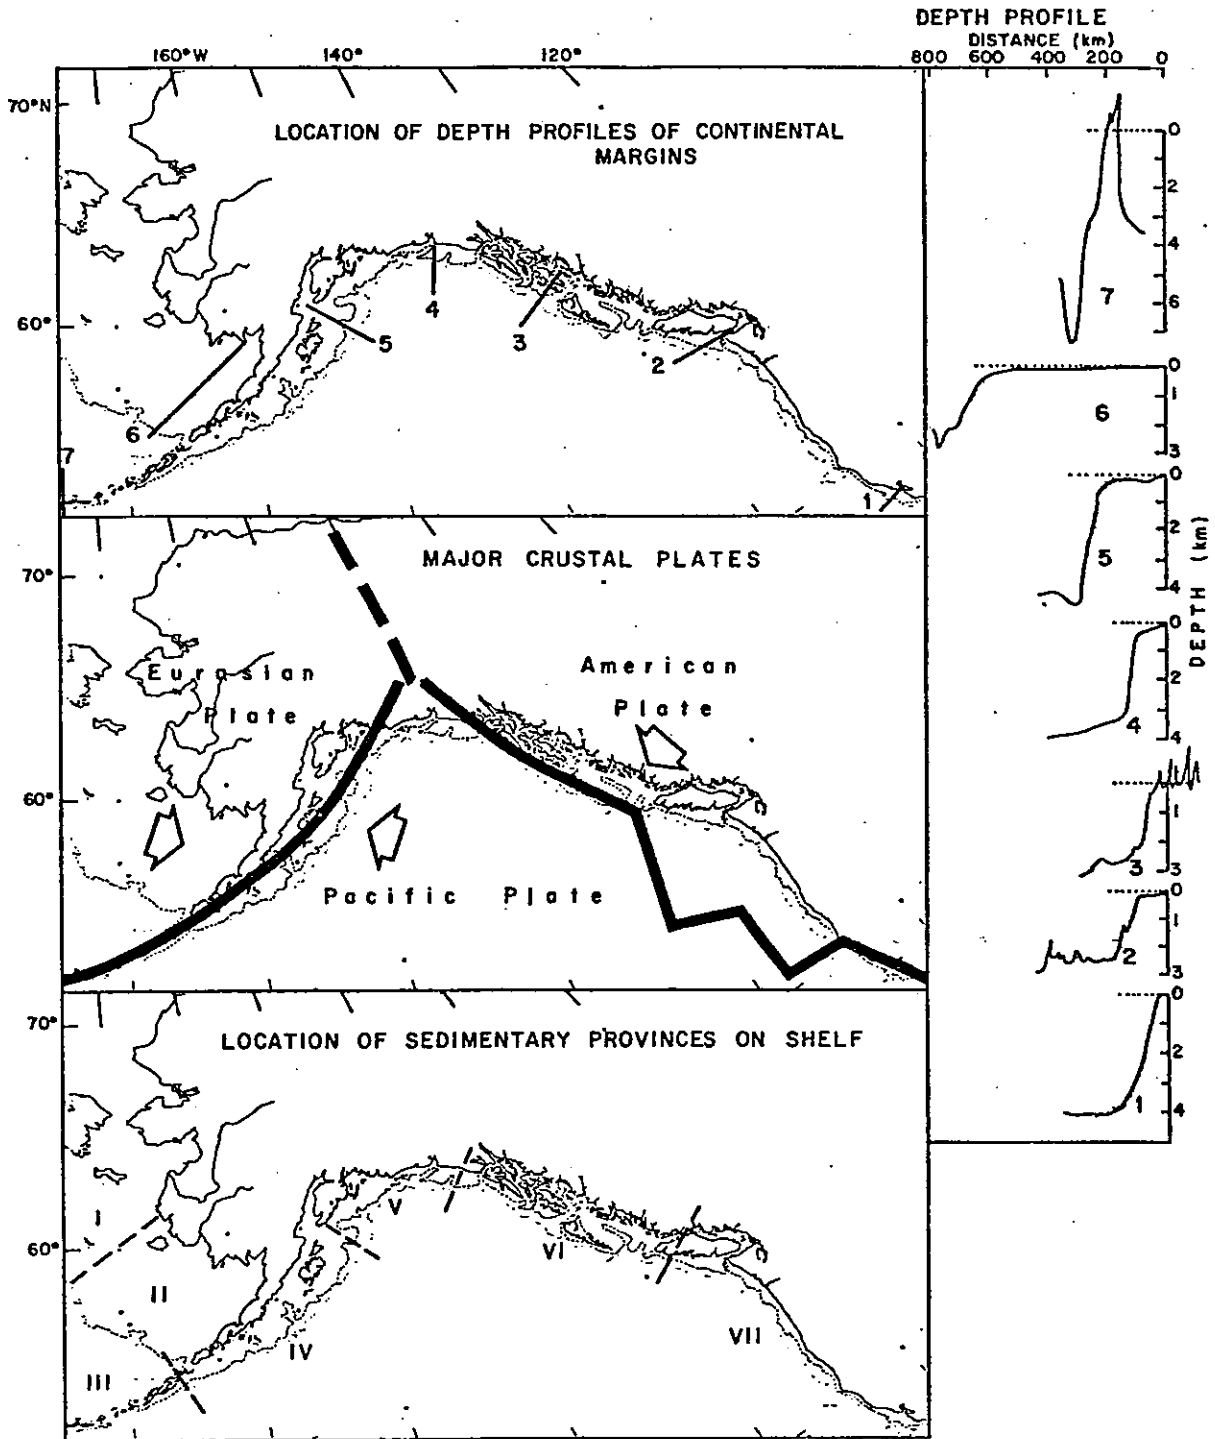 DEPTH PROFILE
DISTANCE (km)
800 600 400 200 0
160°W 140° 120°
70°N
LOCATION OF DEPTH PROFILES OF CONTINENTAL
MARGINS
60°
1
2
3
4
5
6
7
MAJOR CRUSTAL PLATES
70°
Eurasian
Plate
American
Plate
60°
Pacific Plate
LOCATION OF SEDIMENTARY PROVINCES ON SHELF
70°
60°
I
II
III
IV
V
VI
VII
0
2
4
6
7
0
1
3
6
0
2
4
5
0
2
4
4
1
3
3
0
1
3
2
0
2
4
1
DEPTH (km)